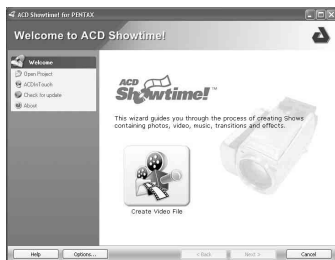 ACD Showtime! for PENTAX
Welcome to ACD Showtime!
Welcome
Open Project
ACDInTouch
Check for update
About
ACD
Showtime!™
This wizard guides you through the process of creating Shows
containing photos, video, music, transitions and effects.
Create Video File
Help
Options...
< Back
Next >
Cancel